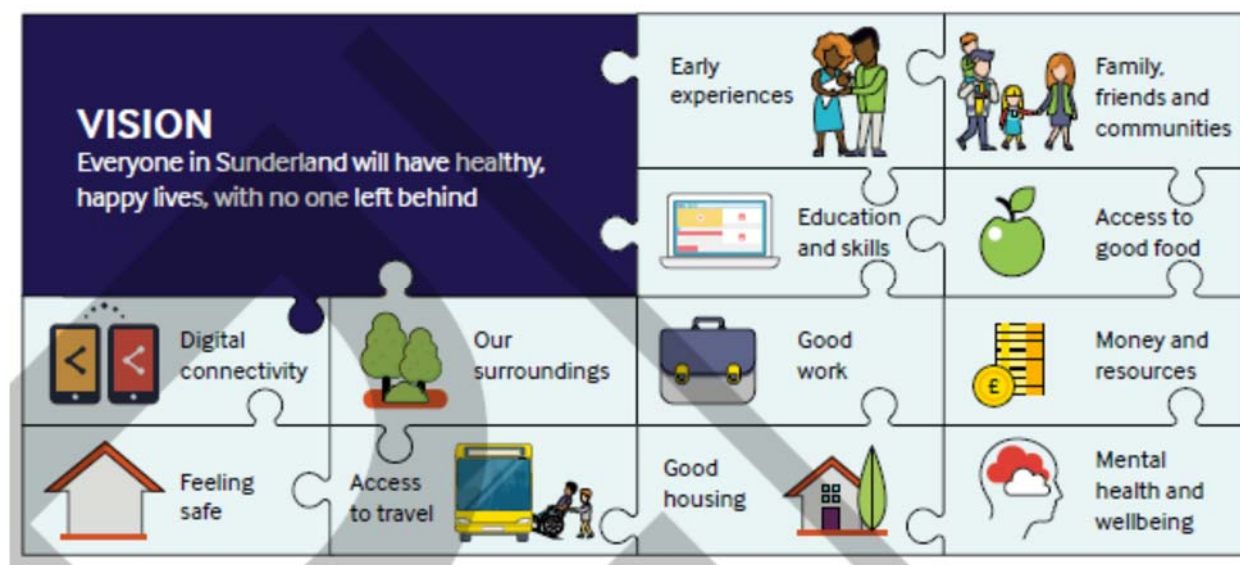 VISION
Everyone in Sunderland will have healthy,
happy lives, with no one left behind
Early
experiences
Family,
friends and
communities
Education
and skills
Access to
good food
Digital
connectivity
Our
surroundings
Good
work
Money and
resources
£
Feeling
safe
Access
to travel
Good
housing
Mental
health and
wellbeing